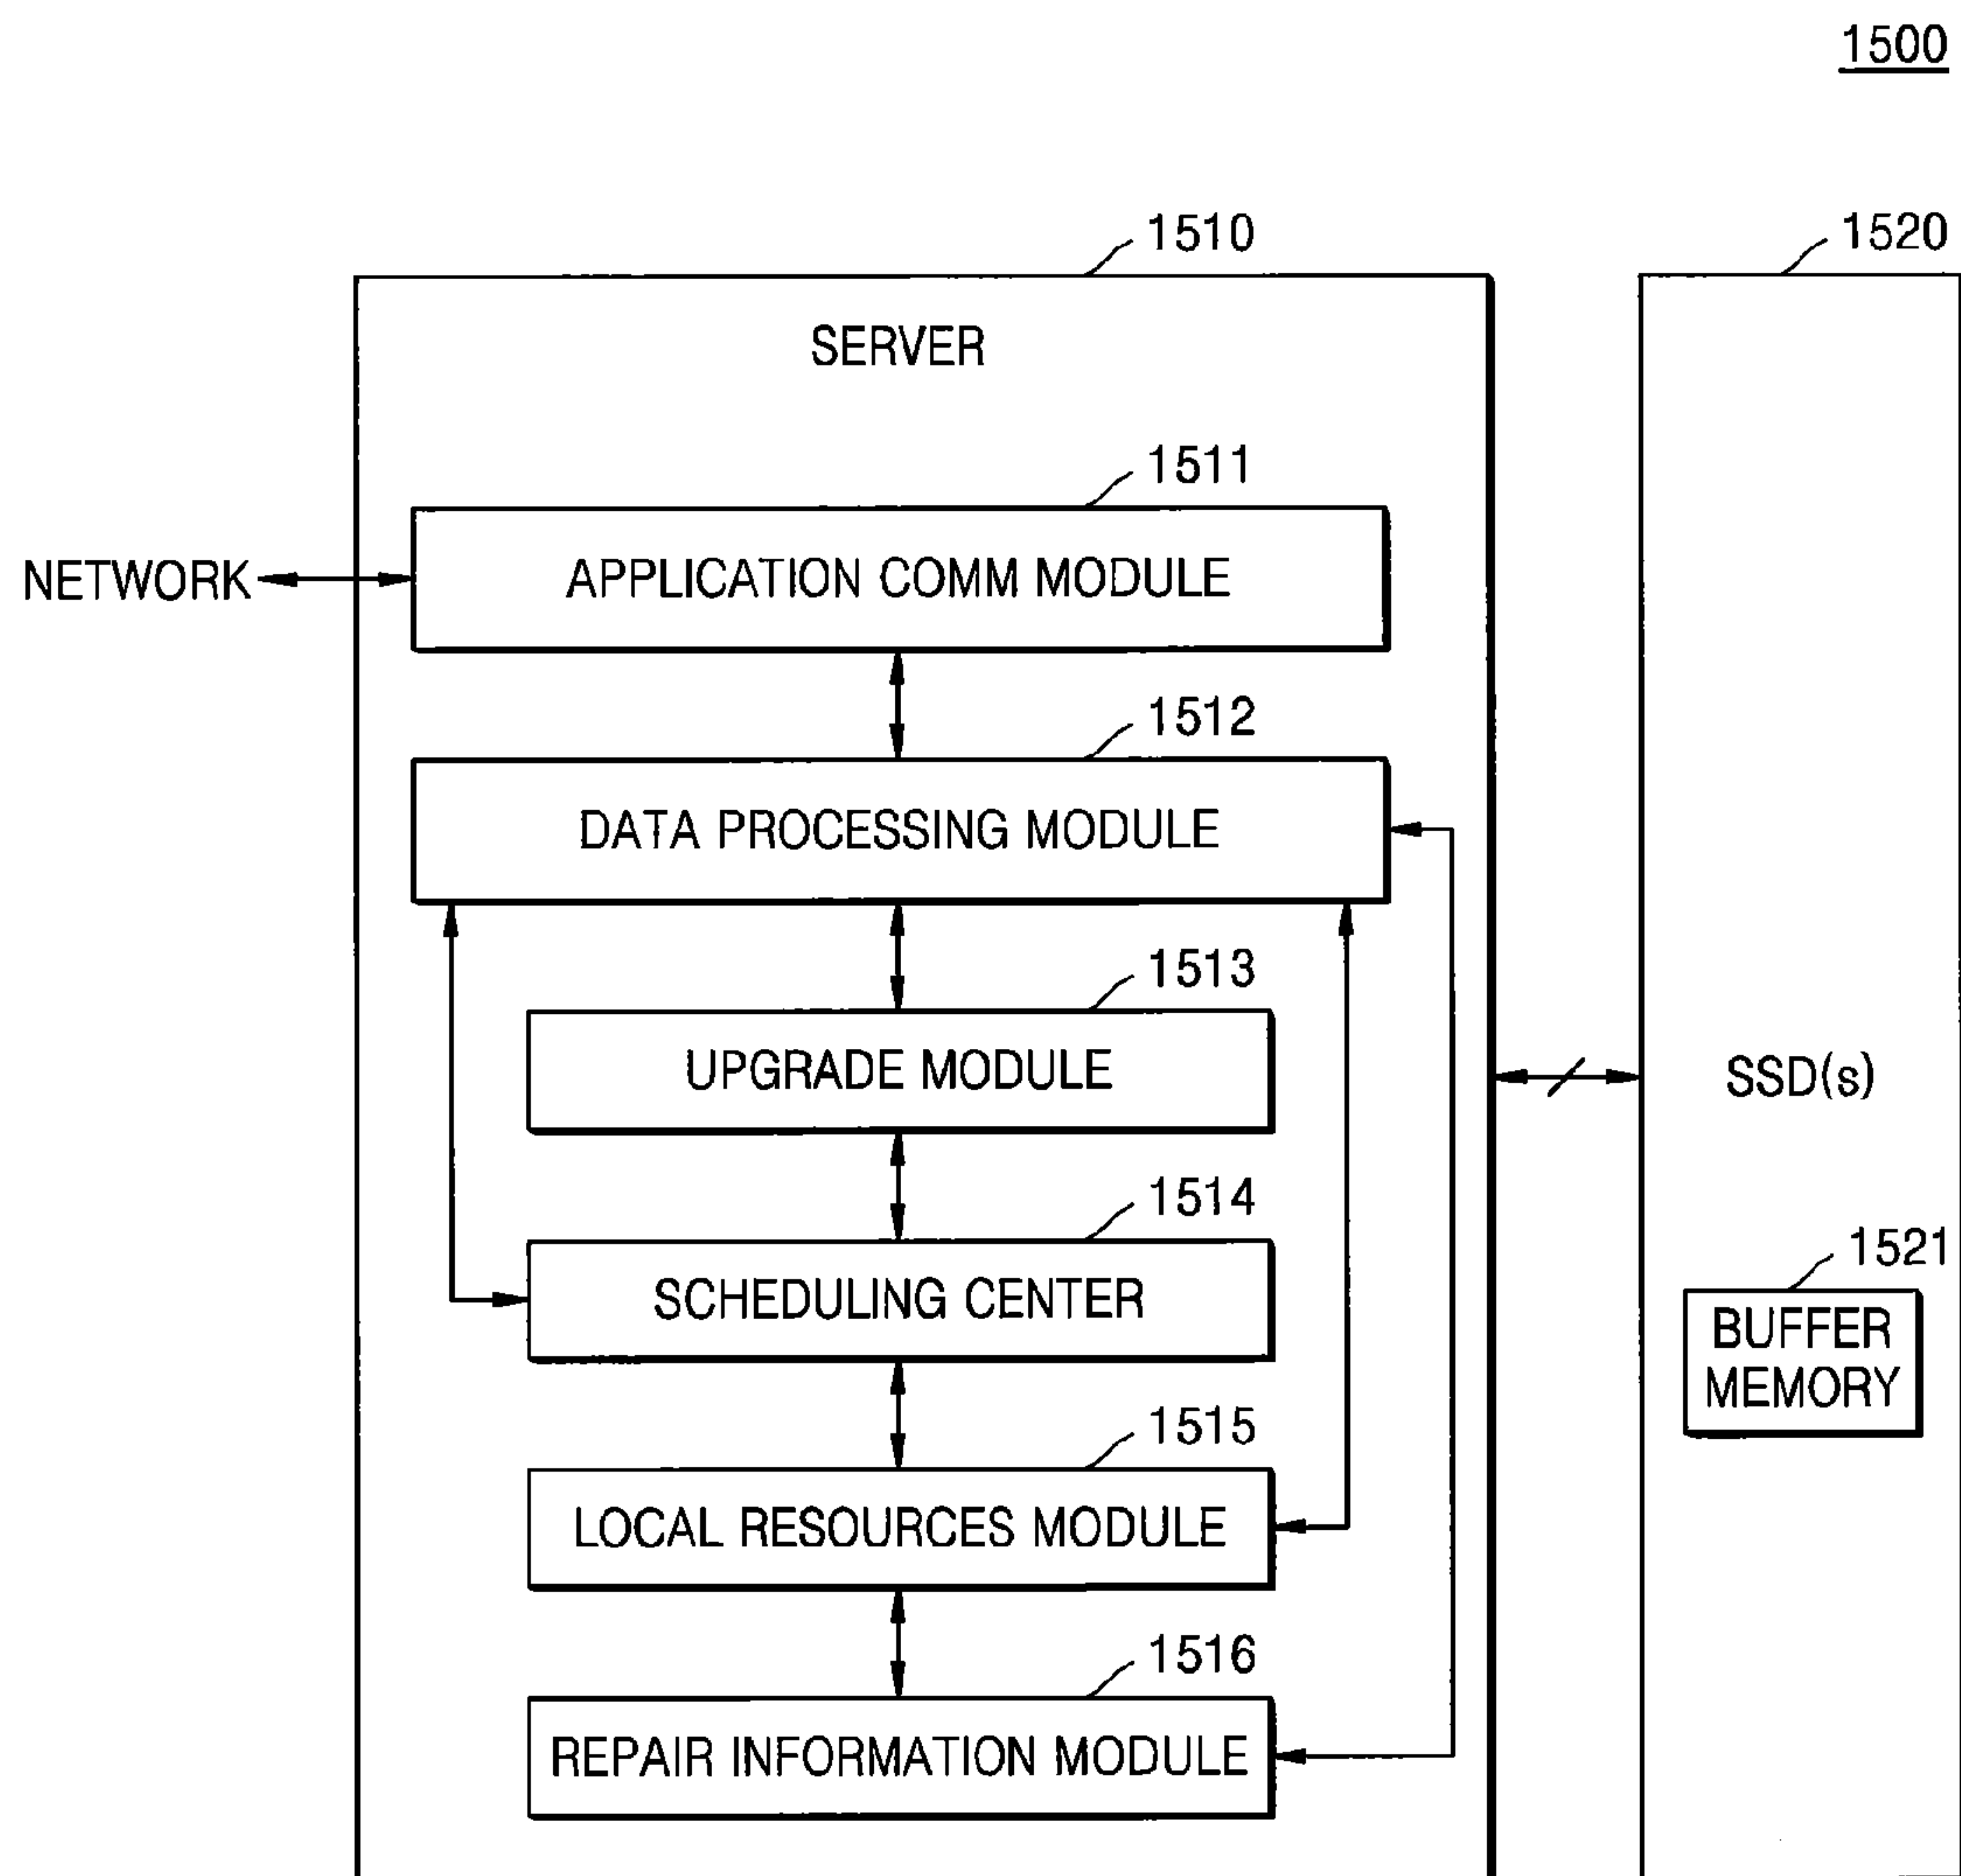 1500
1510
1520
SERVER
1511
NETWORK
APPLICATION COMM MODULE
1512
DATA PROCESSING MODULE
1513
UPGRADE MODULE
SSD(s)
1514
SCHEDULING CENTER
1521
BUFFER
MEMORY
1515
LOCAL RESOURCES MODULE
1516
REPAIR INFORMATION MODULE